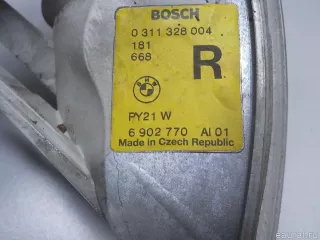 BOSCH
0 311 328 004
181
668
R
PY21 W
6 902 770 AI 01
Made in Czech Republic